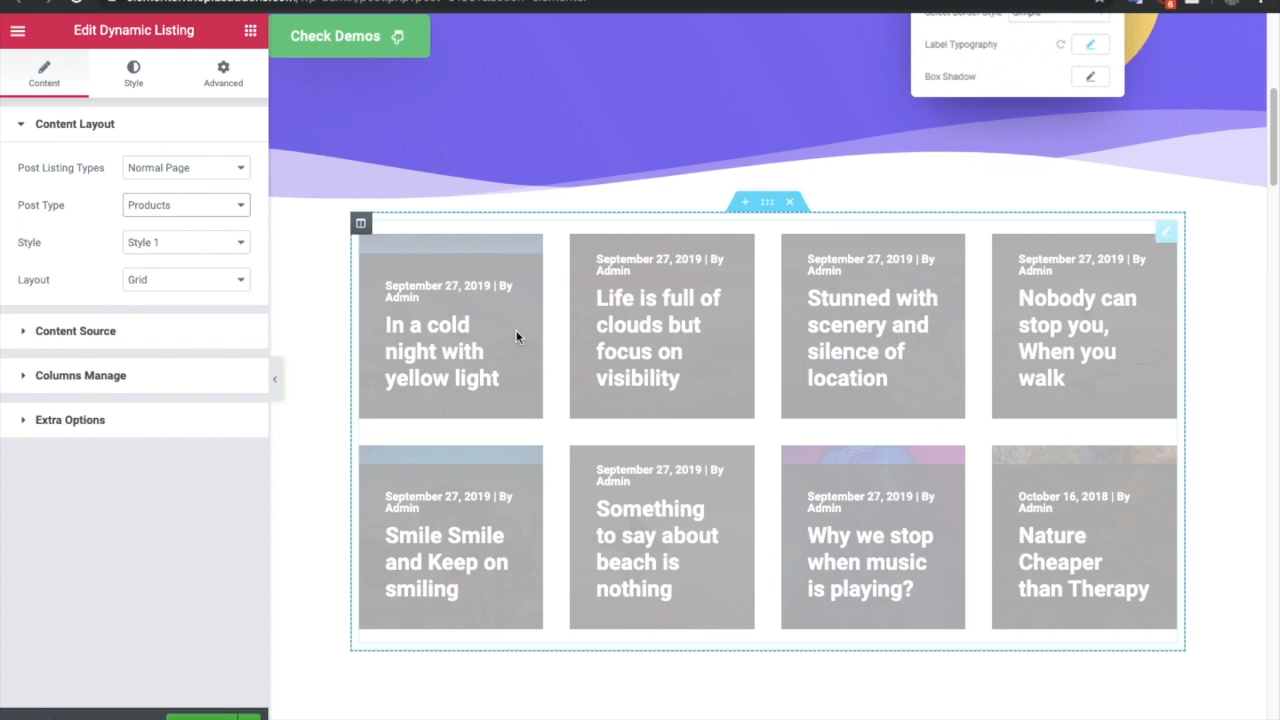 Edit Dynamic Listing
Content
Style
Advanced
Content Layout
Post Listing Types
Normal Page
Post Type
Products
Style
Style 1
Layout
Grid
Content Source
Columns Manage
Extra Options
Check Demos
Label Typography
Box Shadow
6
September 27, 2019 | By
Admin
In a cold
night with
yellow light
September 27, 2019 | By
Admin
Life is full of
clouds but
focus on
visibility
September 27, 2019 | By
Admin
Stunned with
scenery and
silence of
location
September 27, 2019 | By
Admin
Nobody can
stop you,
When you
walk
September 27, 2019 | By
Admin
Smile Smile
and Keep on
smiling
September 27, 2019 | By
Admin
Something
to say about
beach is
nothing
September 27, 2019 | By
Admin
Why we stop
when music
is playing?
October 16, 2018 | By
Admin
Nature
Cheaper
than Therapy